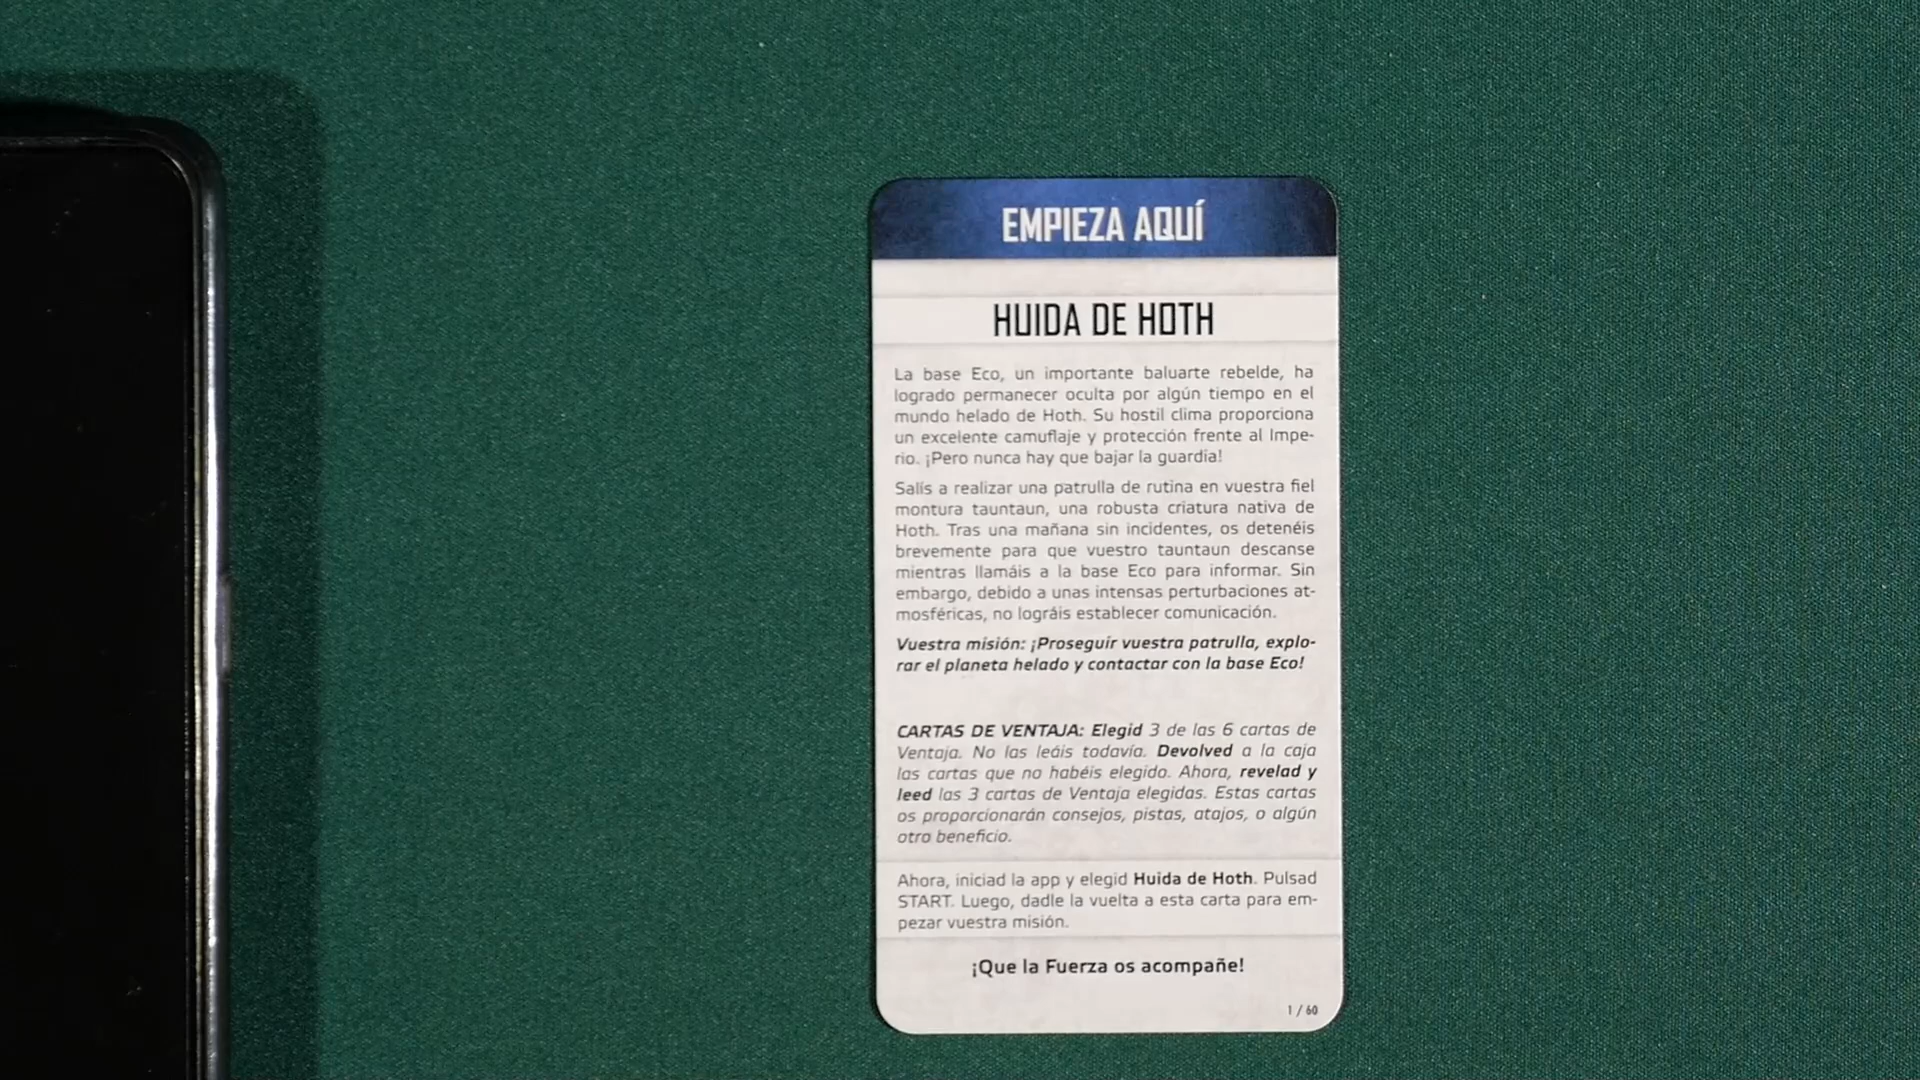 EMPIEZA AQUÍ
HUIDA DE HOTH
La base Eco, un importante baluarte rebelde, ha
logrado permanecer oculta por algún tiempo en el
mundo helado de Hoth. Su hostil clima proporciona
un excelente camuflaje y protección frente al Impe-
rio. ¡Pero nunca hay que bajar la guardia!
Salís a realizar una patrulla de rutina en vuestra fiel
montura tauntaun, una robusta criatura nativa de
Hoth. Tras una mañana sin incidentes, os detenéis
brevemente para que vuestro tauntaun descanse
mientras llamáis a la base Eco para informar. Sin
embargo, debido a unas intensas perturbaciones at-
mosféricas, no lográis establecer comunicación.
Vuestra misión: ¡Proseguir vuestra patrulla, explo-
rar el planeta helado y contactar con la base Eco!
CARTAS DE VENTAJA: Elegid 3 de las 6 cartas de
Ventaja. No las leáis todavía. Devolved a la caja
las cartas que no habéis elegido. Ahora, revelad y
leed las 3 cartas de Ventaja elegidas. Estas cartas
os proporcionarán consejos, pistas, atajos, o algún
otro beneficio.
Ahora, iniciad la app y elegid Huida de Hoth. Pulsad
START. Luego, dadle la vuelta a esta carta para em-
pezar vuestra misión.
¡Que la Fuerza os acompañe!
1 / 60